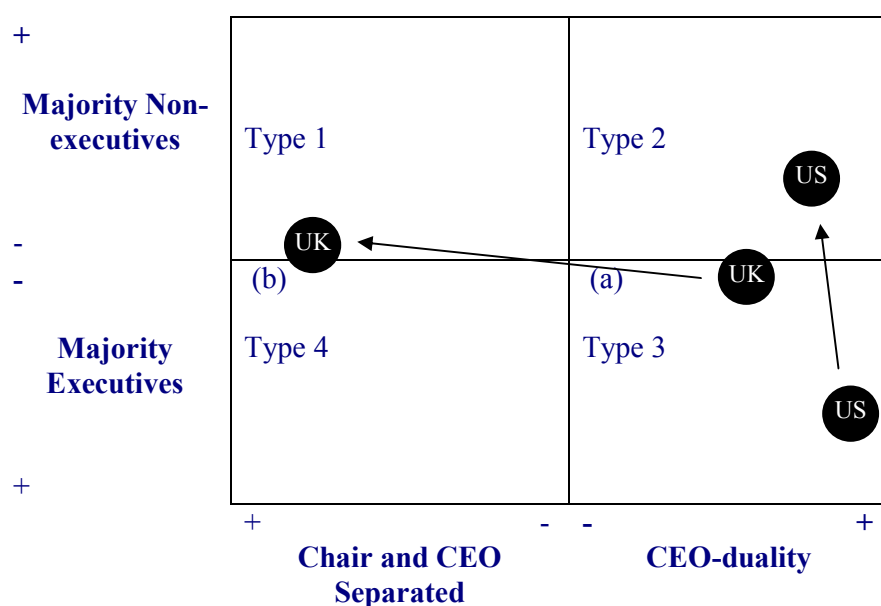 +
Majority Non-
executives
Type 1
Type 2
US
-
UK
-
(b)
(a)
UK
Majority
Executives
Type 4
Type 3
US
+
+
-
-
+
Chair and CEO
Separated
CEO-duality